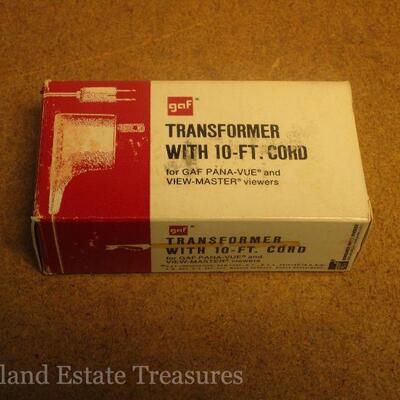 gaf
TRANSFORMER
WITH 10-FT. CORD
for GAF PANA-VUE® and
VIEW-MASTER® viewers
gaf
TRANSFORMER
WITH 10-FT. CORD
for GAF PANA-VUE® and
VIEW-MASTER® viewers
land Estate Treasures